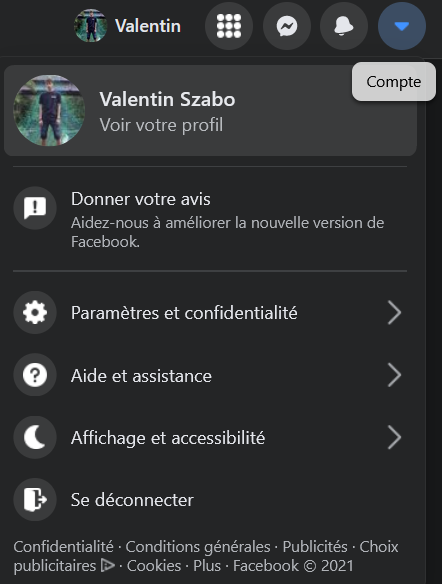 Valentin
Compte
Valentin Szabo
Voir votre profil
Donner votre avis
Aidez-nous à améliorer la nouvelle version de
Facebook.
Paramètres et confidentialité
Aide et assistance
Affichage et accessibilité
Se déconnecter
Confidentialité · Conditions générales · Publicités · Choix
publicitaires · Cookies · Plus · Facebook © 2021